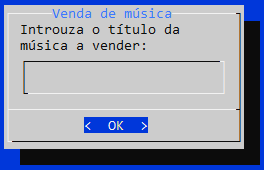 Venda de música
Introuza o título da
música a vender:
< OK >